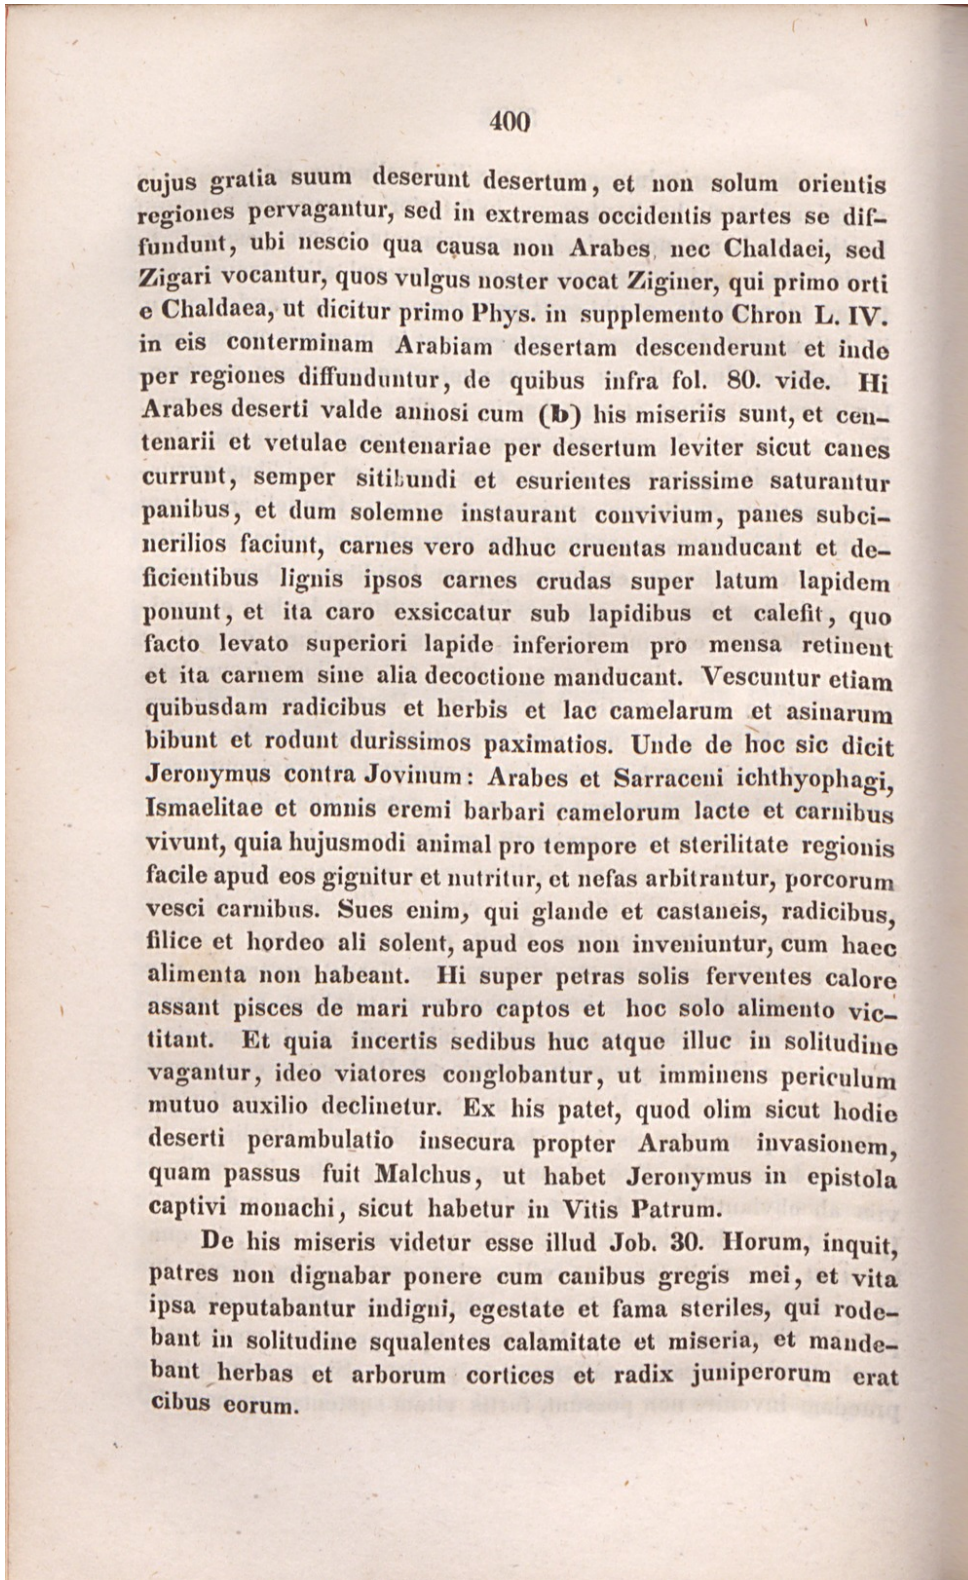 400
cujus gratia suum deserunt desertum, et non solum orientis
regiones pervagantur, sed in extremas occidentis partes se dif-
fundunt, ubi nescio qua causa non Arabes, nec Chaldaei, sed
Zigari vocantur, quos vulgus noster vocat Ziginer, qui primo orti
e Chaldaea, ut dicitur primo Phys. in supplemento Chron L. IV.
in eis conterminam Arabiam desertam descenderunt et inde
per regiones diffunduntur, de quibus infra fol. 80. vide. Hi
Arabes deserti valde annosi cum (b) his miseriis sunt, et cen-
tenarii et vetulae centenariae per desertum leviter sicut canes
currunt, semper sitibundi et esurientes rarissime saturantur
panibus, et dum solemne instaurant convivium, panes subci-
nerilios faciunt, carnes vero adhuc cruentas manducant et de-
ficientibus lignis ipsos carnes crudas super latum lapidem
ponunt, et ita caro exsiccatur sub lapidibus et calefit, quo
facto levato superiori lapide inferiorem pro mensa retinent
et ita carnem sine alia decoctione manducant. Vescuntur etiam
quibusdam radicibus et herbis et lac camelarum et asinarum
bibunt et rodunt durissimos paximatios. Unde de hoc sic dicit
Jeronymus contra Jovinum: Arabes et Sarraceni ichthyophagi,
Ismaelitae et omnis eremi barbari camelorum lacte et carnibus
vivunt, quia hujusmodi animal pro tempore et sterilitate regionis
facile apud eos gignitur et nutritur, et nefas arbitrantur, porcorum
vesci carnibus. Sues enim, qui glande et castaneis, radicibus,
filice et hordeo ali solent, apud eos non inveniuntur, cum haec
alimenta non habeant. Hi super petras solis ferventes calore
assant pisces de mari rubro captos et hoc solo alimento vic-
titant. Et quia incertis sedibus huc atque illuc in solitudine
vagantur, ideo viatores conglobantur, ut imminens periculum
mutuo auxilio declinetur. Ex his patet, quod olim sicut hodie
deserti perambulatio insecura propter Arabum invasionem,
quam passus fuit Malchus, ut habet Jeronymus in epistola
captivi monachi, sicut habetur in Vitis Patrum.
De his miseris videtur esse illud Job. 30. Horum, inquit,
patres non dignabar ponere cum canibus gregis mei, et vita
ipsa reputabantur indigni, egestate et fama steriles, qui rode-
bant in solitudine squalentes calamitate et miseria, et mande-
bant herbas et arborum cortices et radix juniperorum erat
cibus eorum.